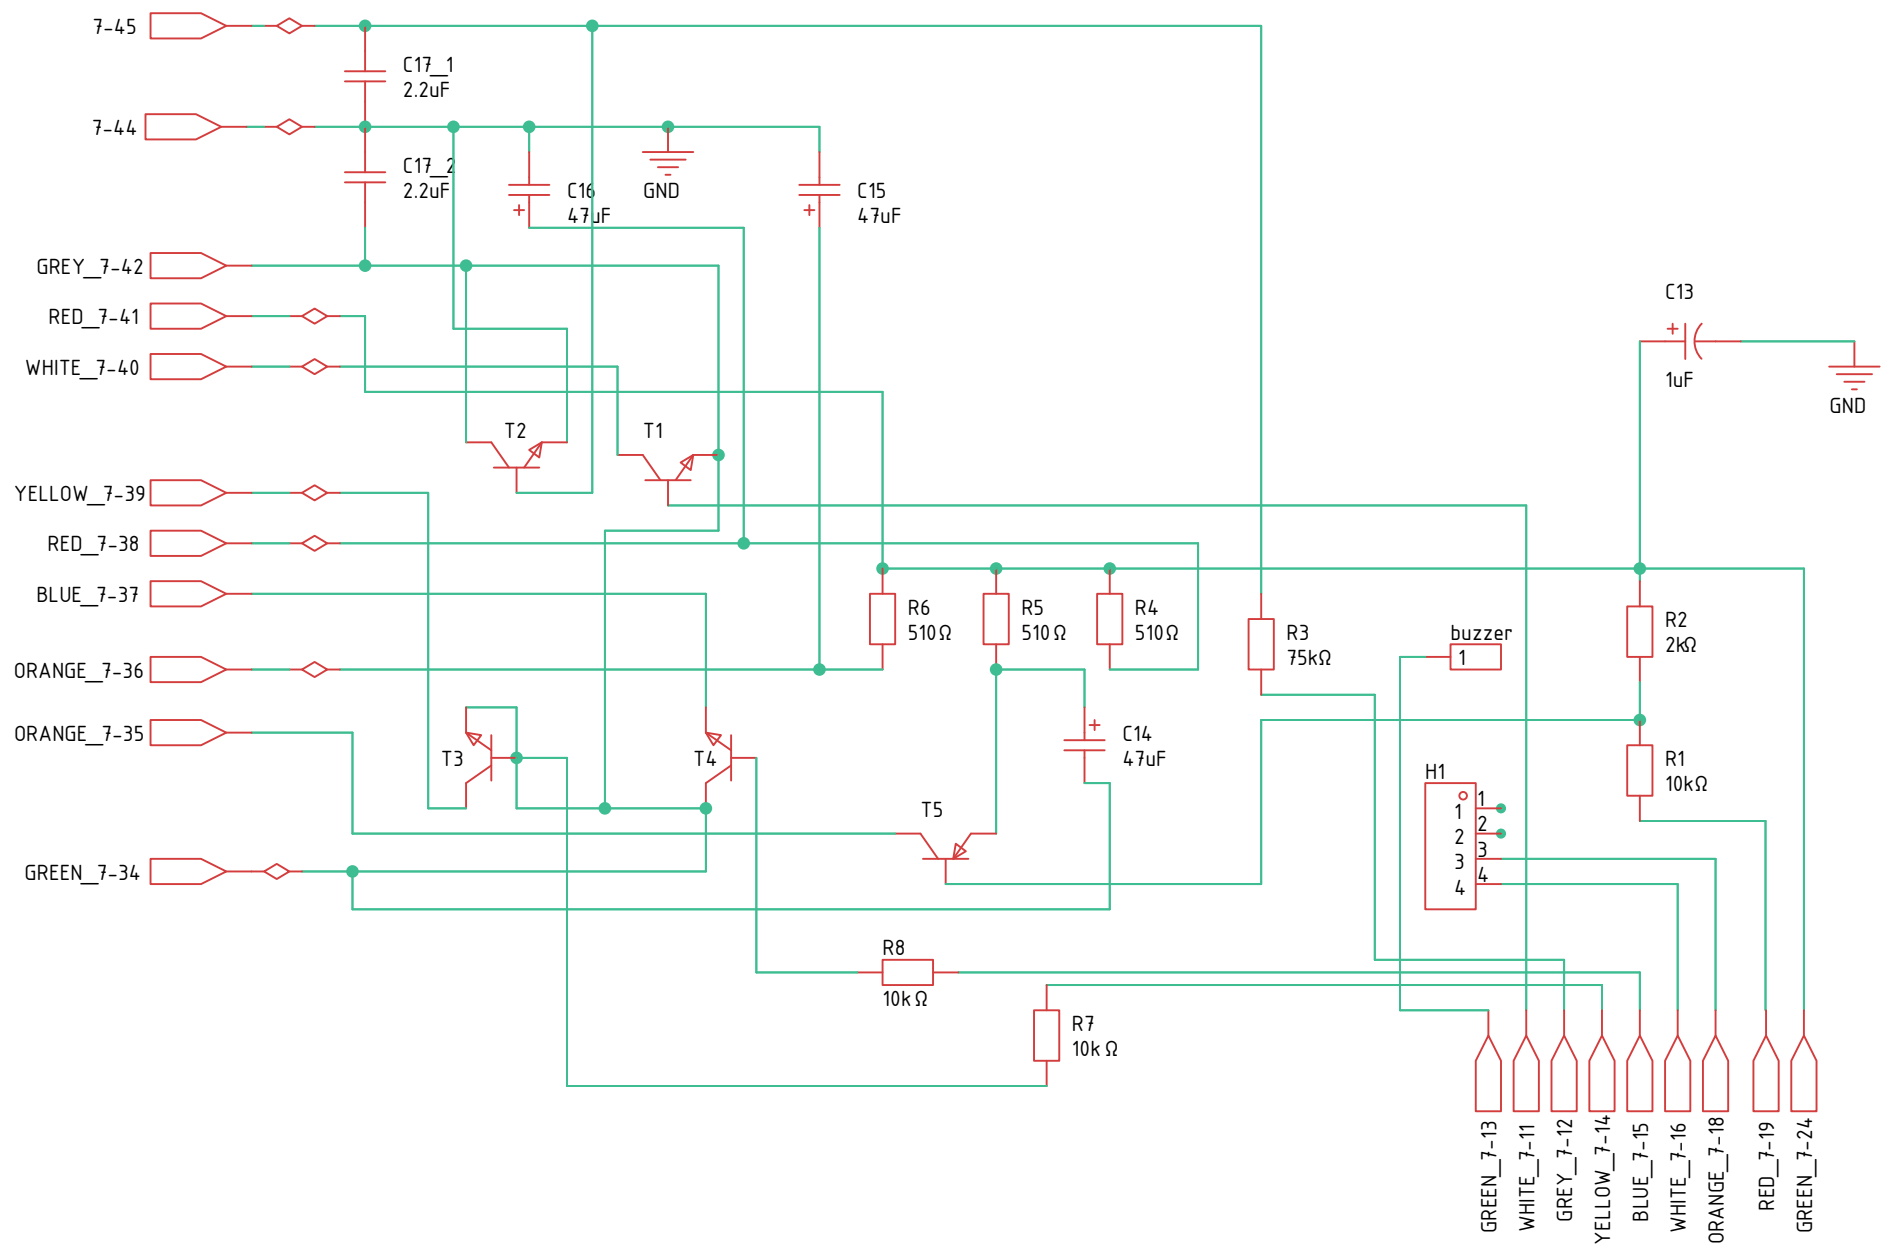 7-45
C17_1
2.2uF
7-44
C17_2
2.2uF
C16
47uF
GND
C15
47uF
GREY_7-42
RED_7-41
WHITE_7-40
C13
+
1uF
GND
T2
T1
YELLOW_7-39
RED_7-38
BLUE_7-37
R6
510Ω
R5
510Ω
R4
510Ω
R3
75kΩ
buzzer
1
R2
2kΩ
ORANGE_7-36
ORANGE_7-35
T3
T4
+
C14
47uF
R1
10kΩ
H1
1 1
2 2
3 3
4 4
T5
GREEN_7-34
R8
10kΩ
R7
10kΩ
GREEN_7-13
WHITE_7-11
GREY_7-12
YELLOW_7-14
BLUE_7-15
WHITE_7-16
ORANGE_7-18
RED_7-19
GREEN_7-24